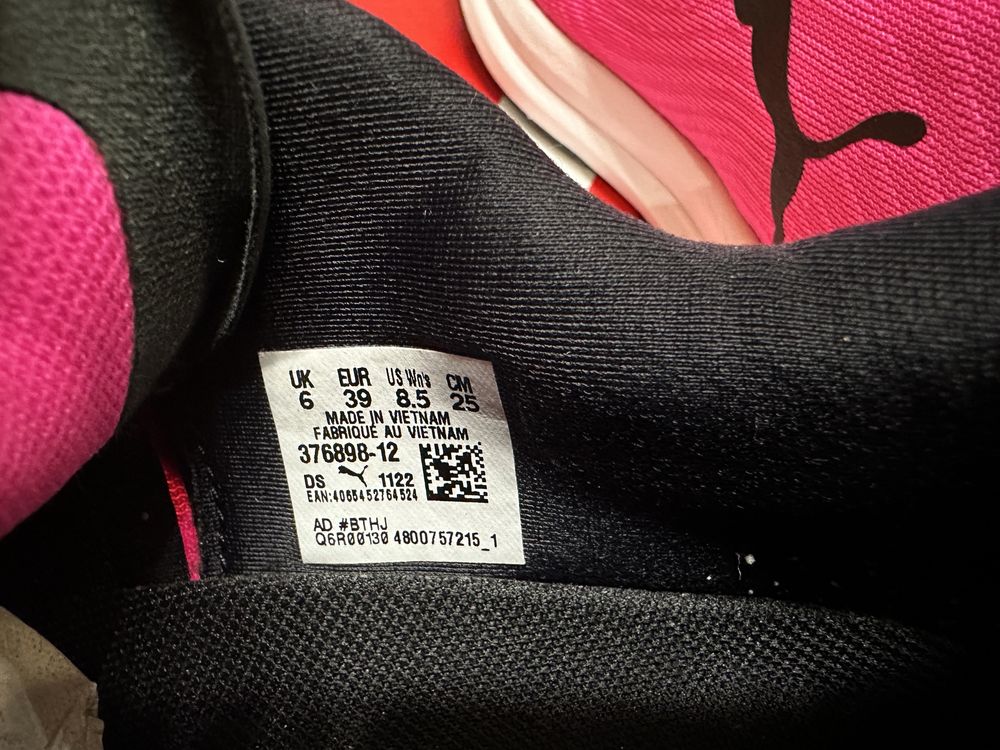 UK EUR US Wn's CM
6 39 8.5 25
MADE IN VIETNAM
FABRIQUÉ AU VIETNAM
376898-12
DS 1122
EAN:4065452764524
AD #BTHJ
Q6R00130 4800757215_1